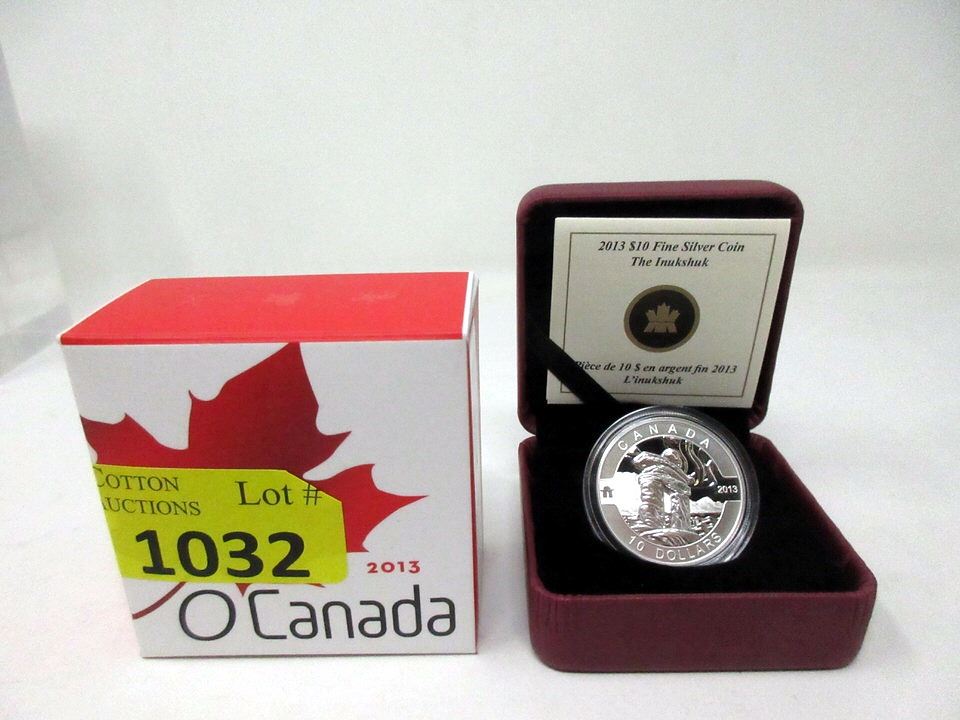 COTTON
AUCTIONS
Lot #
1032
2013
O Canada
2013 $10 Fine Silver Coin
The Inukshuk
Pièce de 10 $ en argent fin 2013
L'inukshuk
CANADA
2013
10 DOLLARS